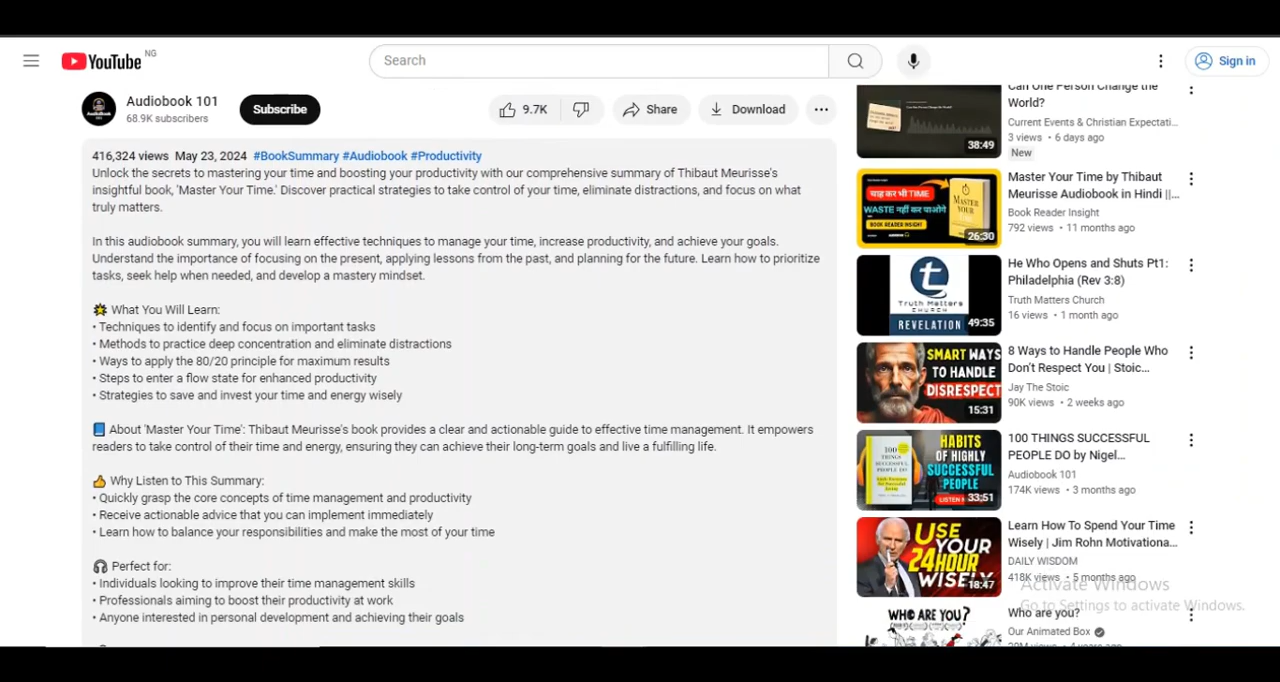 YouTube NG
Search
Sign in
Audiobook 101
68.9K subscribers
Subscribe
9.7K
Share
Download
416,324 views May 23, 2024 #BookSummary #Audiobook #Productivity
Unlock the secrets to mastering your time and boosting your productivity with our comprehensive summary of Thibaut Meurisse's
insightful book, 'Master Your Time.' Discover practical strategies to take control of your time, eliminate distractions, and focus on what
truly matters.
In this audiobook summary, you will learn effective techniques to manage your time, increase productivity, and achieve your goals.
Understand the importance of focusing on the present, applying lessons from the past, and planning for the future. Learn how to prioritize
tasks, seek help when needed, and develop a mastery mindset.
🌟 What You Will Learn:
• Techniques to identify and focus on important tasks
• Methods to practice deep concentration and eliminate distractions
• Ways to apply the 80/20 principle for maximum results
• Steps to enter a flow state for enhanced productivity
• Strategies to save and invest your time and energy wisely
📘 About 'Master Your Time': Thibaut Meurisse's book provides a clear and actionable guide to effective time management. It empowers
readers to take control of their time and energy, ensuring they can achieve their long-term goals and live a fulfilling life.
👍 Why Listen to This Summary:
• Quickly grasp the core concepts of time management and productivity
• Receive actionable advice that you can implement immediately
• Learn how to balance your responsibilities and make the most of your time
🎧 Perfect for:
• Individuals looking to improve their time management skills
• Professionals aiming to boost their productivity at work
• Anyone interested in personal development and achieving their goals
38:49
Can One Person Change the
World?
Current Events & Christian Expectati...
3 views • 6 days ago
New
चाह कर भी TIME
WASTE नहीं कर पाओगे
BOOK READER INSIGHT
MASTER
YOUR
26:30
Master Your Time by Thibaut
Meurisse Audiobook in Hindi ||...
Book Reader Insight
792 views • 11 months ago
Truth Matters
CHURCH
REVELATION
49:35
He Who Opens and Shuts Pt1:
Philadelphia (Rev 3:8)
Truth Matters Church
16 views • 1 month ago
SMART WAYS
TO HANDLE
DISRESPECT
15:31
8 Ways to Handle People Who
Don't Respect You | Stoic...
Jay The Stoic
90K views • 2 weeks ago
100 THINGS
SUCCESSFUL
PEOPLE DO
HABITS
OF HIGHLY
SUCCESSFUL
PEOPLE
33:51
100 THINGS SUCCESSFUL
PEOPLE DO by Nigel...
Audiobook 101
174K views • 3 months ago
USE
YOUR
24HOUR
WISELY
18:47
Learn How To Spend Your Time
Wisely | Jim Rohn Motivationa...
DAILY WISDOM
418K views • 5 months ago
Activate Windows
Go to Settings to activate Windows.
WHO ARE YOU?
Who are you?
Our Animated Box